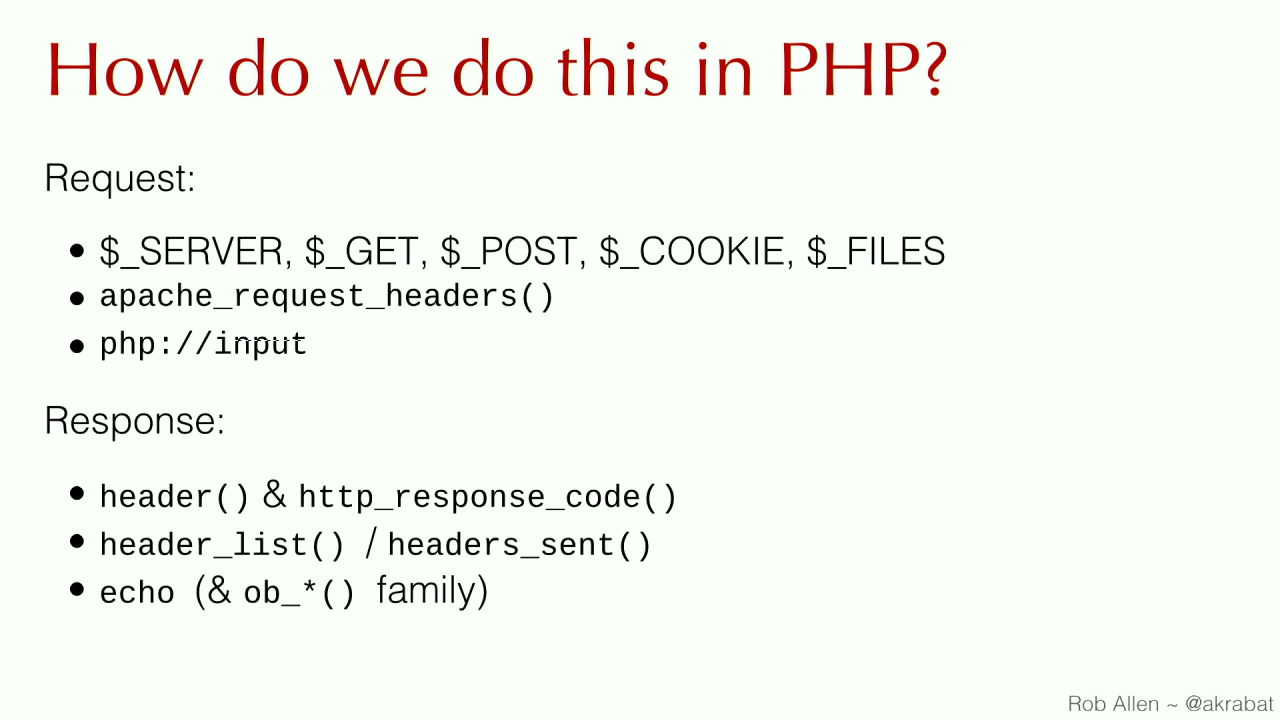 How do we do this in PHP?
Request:
• $_SERVER, $_GET, $_POST, $_COOKIE, $_FILES
• apache_request_headers()
• php://input
Response:
• header() & http_response_code()
• header_list() / headers_sent()
• echo (& ob_*() family)
Rob Allen ~ @akrabat